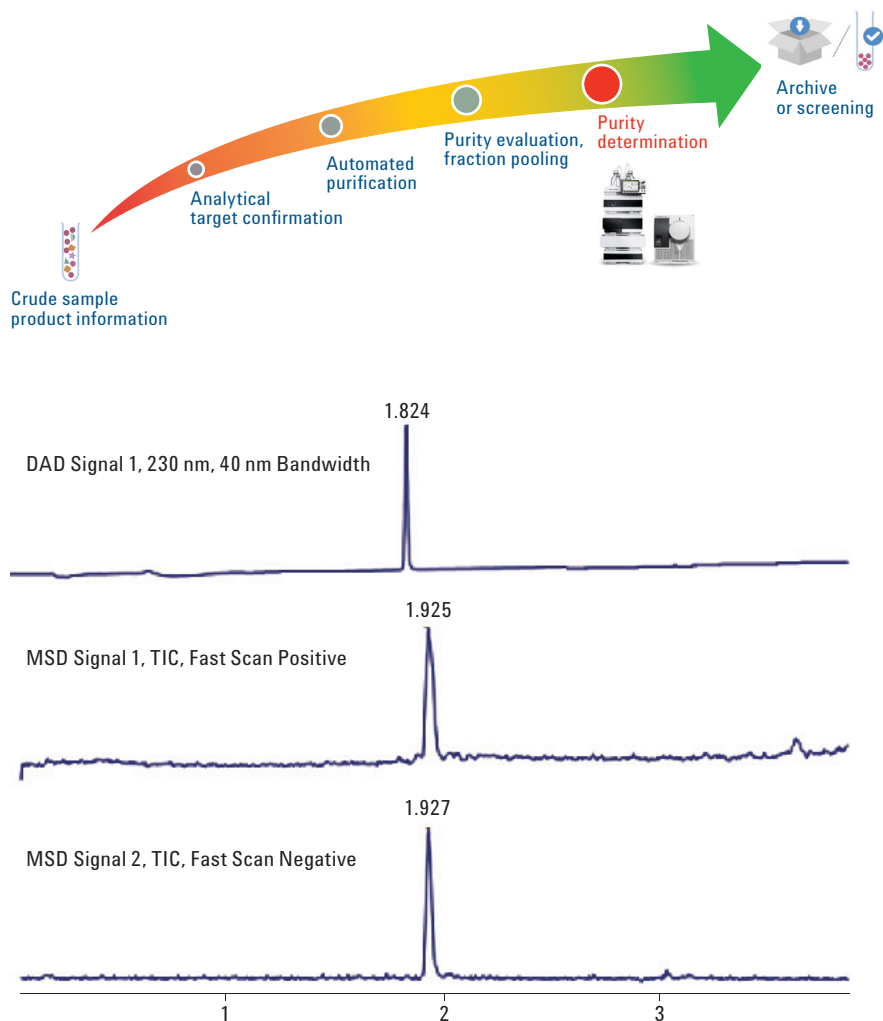 Archive
or screening
Purity
determination
Purity evaluation,
fraction pooling
Automated
purification
Analytical
target confirmation
Crude sample
product information
1.824
DAD Signal 1, 230 nm, 40 nm Bandwidth
1.925
MSD Signal 1, TIC, Fast Scan Positive
1.927
MSD Signal 2, TIC, Fast Scan Negative
1 2 3